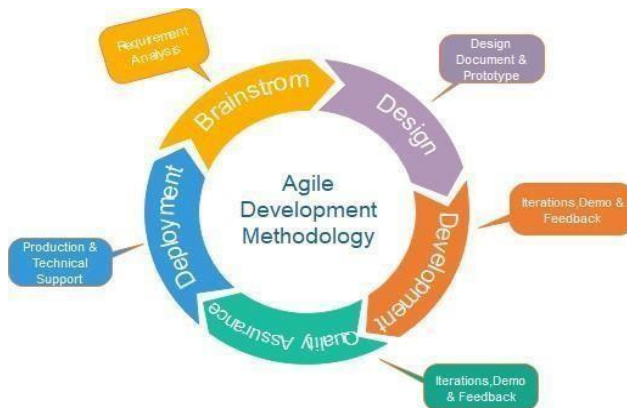 Requirement
Analysis
Brainstrom
Design
Document &
Prototype
Design
Iterations,Demo &
Feedback
Development
Agile
Development
Methodology
Production &
Technical
Support
Deployment
Quality Assurance
Iterations,Demo
& Feedback